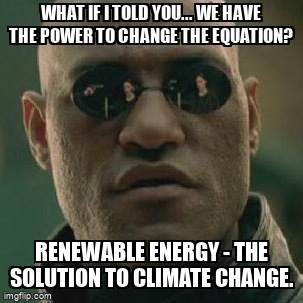 WHAT IF I TOLD YOU... WE HAVE
THE POWER TO CHANGE THE EQUATION?
RENEWABLE ENERGY - THE
SOLUTION TO CLIMATE CHANGE.
imgflip.com